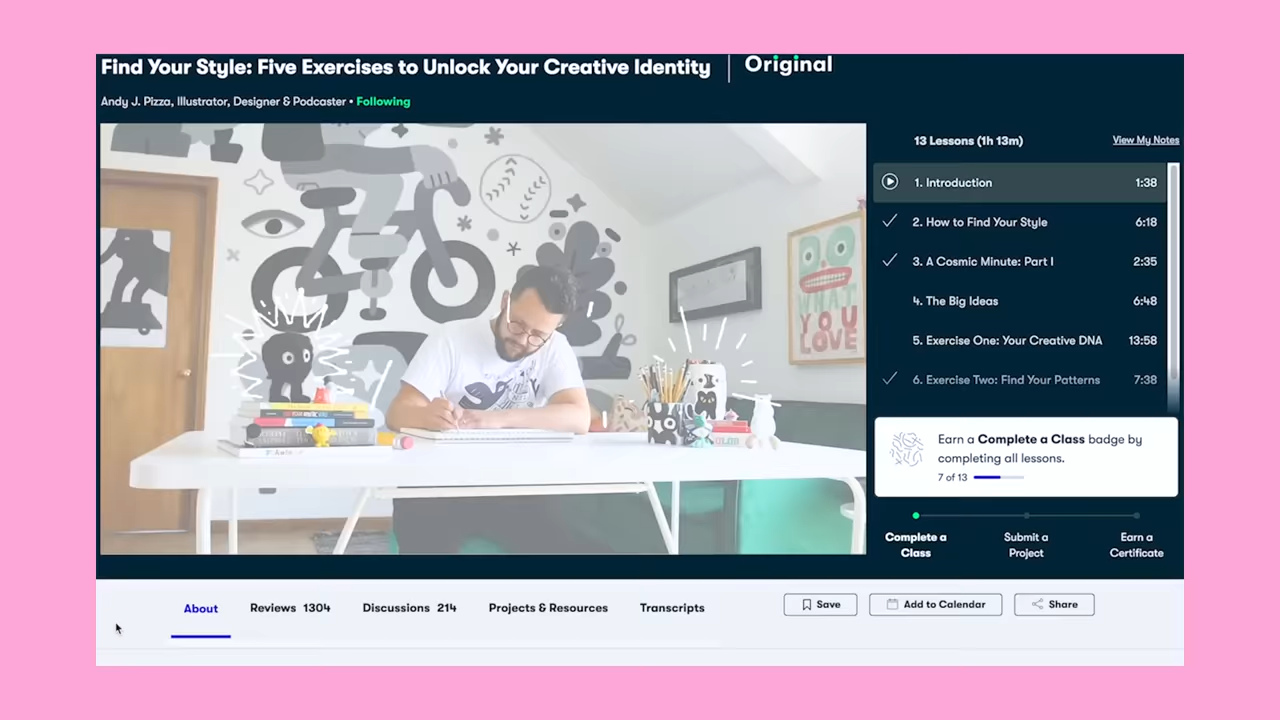 Find Your Style: Five Exercises to Unlock Your Creative Identity
Original
Andy J. Pizza, Illustrator, Designer & Podcaster • Following
WHAT
YOU
LOVE
13 Lessons (1h 13m)
View My Notes
1. Introduction 1:38
2. How to Find Your Style 6:18
3. A Cosmic Minute: Part I 2:35
4. The Big Ideas 6:48
5. Exercise One: Your Creative DNA 13:58
6. Exercise Two: Find Your Patterns 7:38
Earn a Complete a Class badge by
completing all lessons.
7 of 13
Complete a
Class
Submit a
Project
Earn a
Certificate
About
Reviews 1304
Discussions 214
Projects & Resources
Transcripts
Save
Add to Calendar
Share